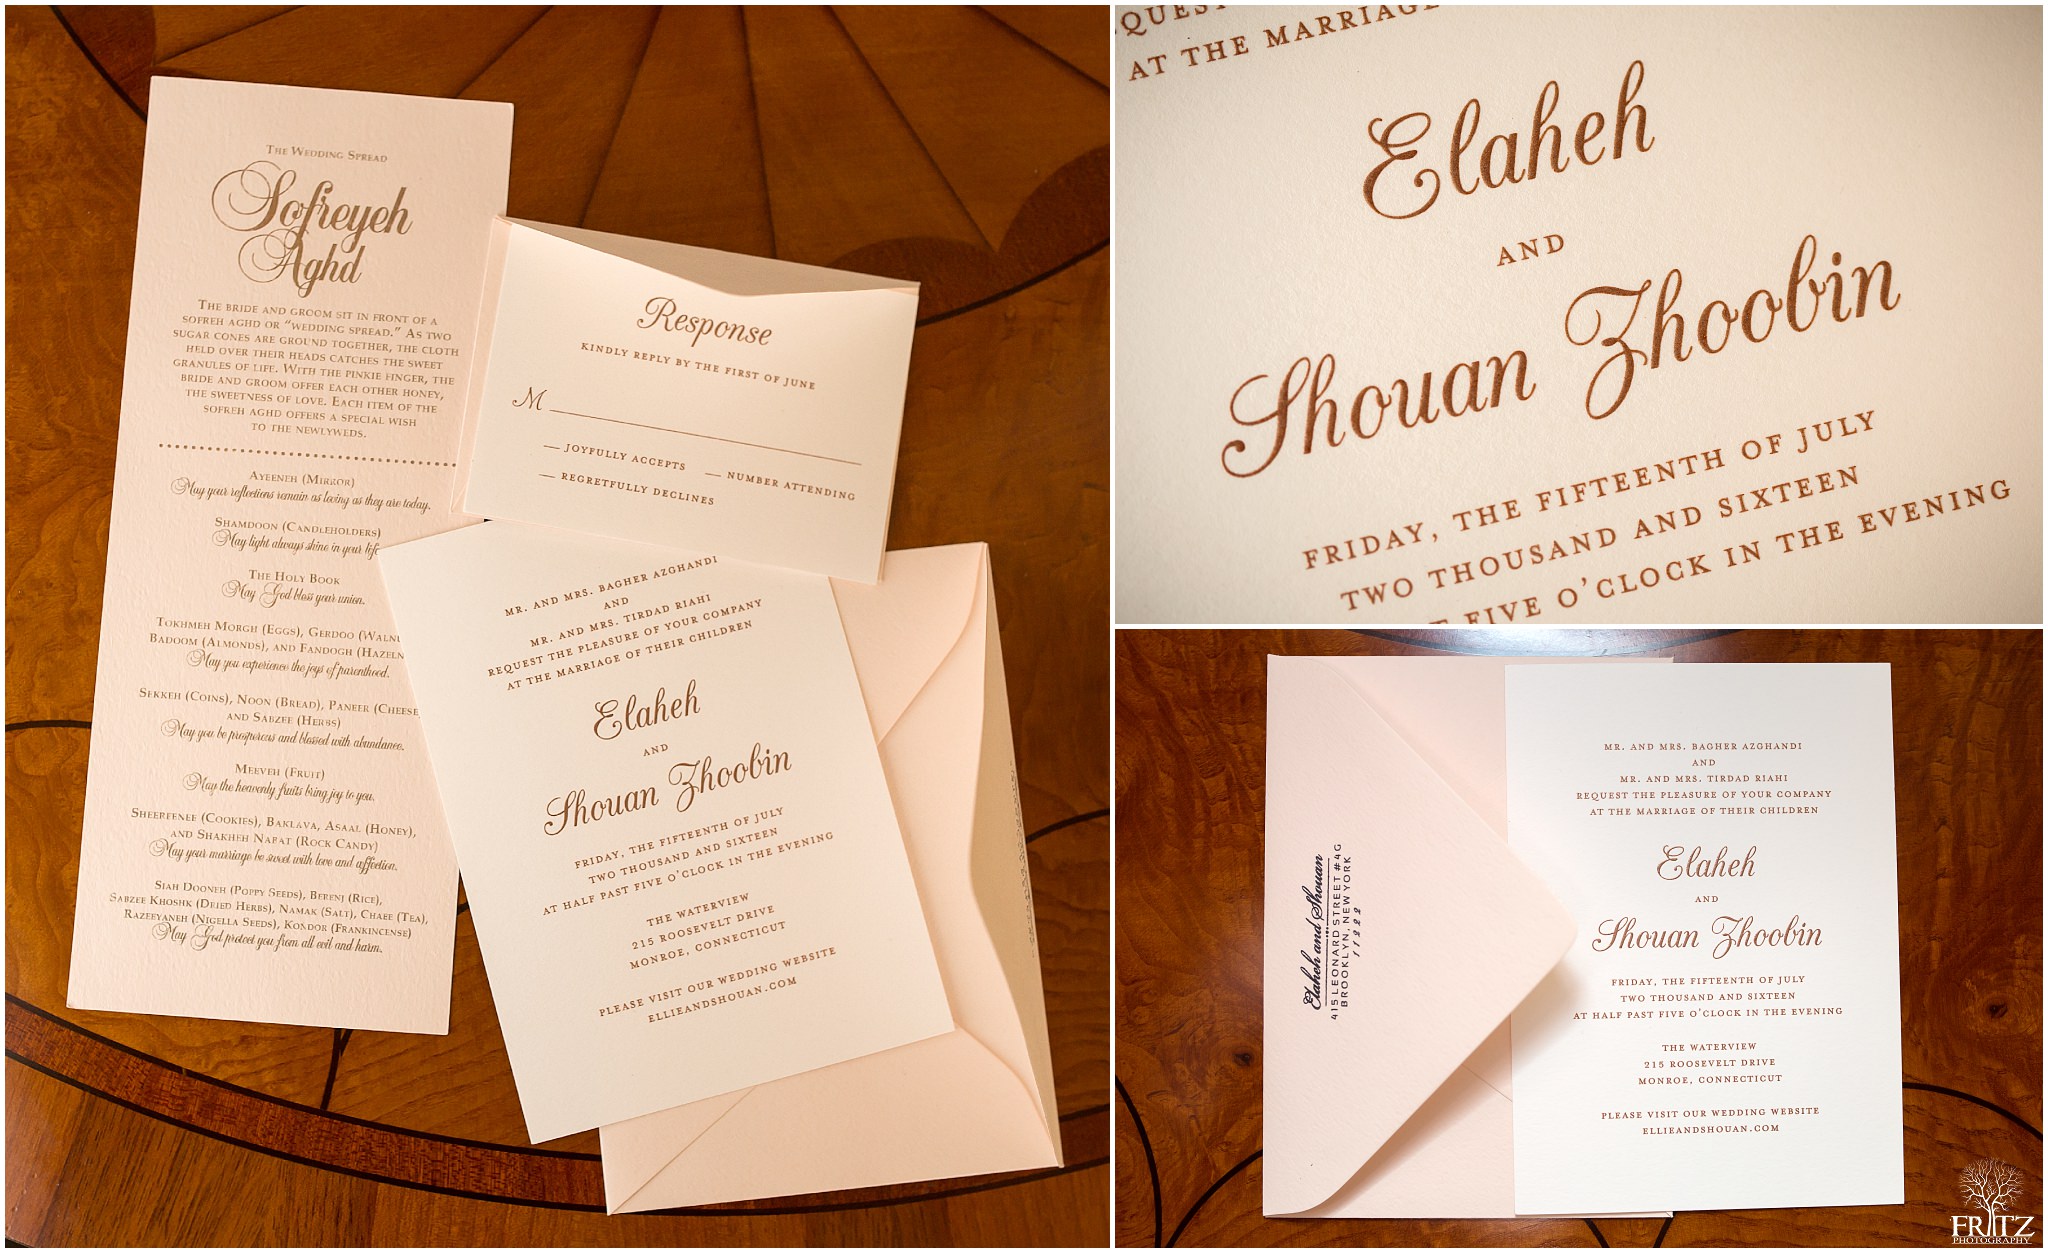 The Wedding Spread
Sofreyeh
Aghd
The bride and groom sit in front of a
sofreh aghd or “wedding spread.” As two
sugar cones are ground together, the cloth
held over their heads catches the sweet
granules of life. With the pinkie finger, the
bride and groom offer each other honey,
the sweetness of love. Each item of the
sofreh aghd offers a special wish
to the newlyweds.
Ayeeneh (Mirror)
May your reflections remain as loving as they are today.
Shamdoon (Candleholders)
May light always shine in your life
The Holy Book
May God bless your union.
Tokhmeh Morgh (Eggs), Gerdoo (Walnu
Badoom (Almonds), and Fandogh (Hazeln
May you experience the joys of parenthood.
Sekkeh (Coins), Noon (Bread), Paneer (Cheese
and Sabzee (Herbs)
May you be prosperous and blessed with abundance.
Meeveh (Fruit)
May the heavenly fruits bring joy to you.
Sheereenee (Cookies), Baklava, Asaal (Honey),
and Shakheh Nabat (Rock Candy)
May your marriage be sweet with love and affection.
Siah Dooneh (Poppy Seeds), Berenj (Rice),
Sabzee Khoshk (Dried Herbs), Namak (Salt), Chaee (Tea),
Razeeyaneh (Nigella Seeds), Kondor (Frankincense)
May God protect you from all evil and harm.
Response
KINDLY REPLY BY THE FIRST OF JUNE
M
JOYFULLY ACCEPTS
NUMBER ATTENDING
REGRETFULLY DECLINES
MR. AND MRS. BAGHER AZGHANDI
AND
MR. AND MRS. TIRDAD RIAHI
REQUEST THE PLEASURE OF YOUR COMPANY
AT THE MARRIAGE OF THEIR CHILDREN
Elaheh
AND
Shouan Zhoobin
FRIDAY, THE FIFTEENTH OF JULY
TWO THOUSAND AND SIXTEEN
AT HALF PAST FIVE O’CLOCK IN THE EVENING
THE WATERVIEW
215 ROOSEVELT DRIVE
MONROE, CONNECTICUT
PLEASE VISIT OUR WEDDING WEBSITE
ELLIEANDSHOUAN.COM
QUEST
AT THE MARRIAGE
Elaheh
AND
Shouan Zhoobin
FRIDAY, THE FIFTEENTH OF JULY
TWO THOUSAND AND SIXTEEN
FIVE O’CLOCK IN THE EVENING
Elaheh and Shouan
415 LEONARD STREET #4G
BROOKLYN, NEW YORK
11222
MR. AND MRS. BAGHER AZGHANDI
AND
MR. AND MRS. TIRDAD RIAHI
REQUEST THE PLEASURE OF YOUR COMPANY
AT THE MARRIAGE OF THEIR CHILDREN
Elaheh
AND
Shouan Zhoobin
FRIDAY, THE FIFTEENTH OF JULY
TWO THOUSAND AND SIXTEEN
AT HALF PAST FIVE O’CLOCK IN THE EVENING
THE WATERVIEW
215 ROOSEVELT DRIVE
MONROE, CONNECTICUT
PLEASE VISIT OUR WEDDING WEBSITE
ELLIEANDSHOUAN.COM
FRITZ
PHOTOGRAPHY